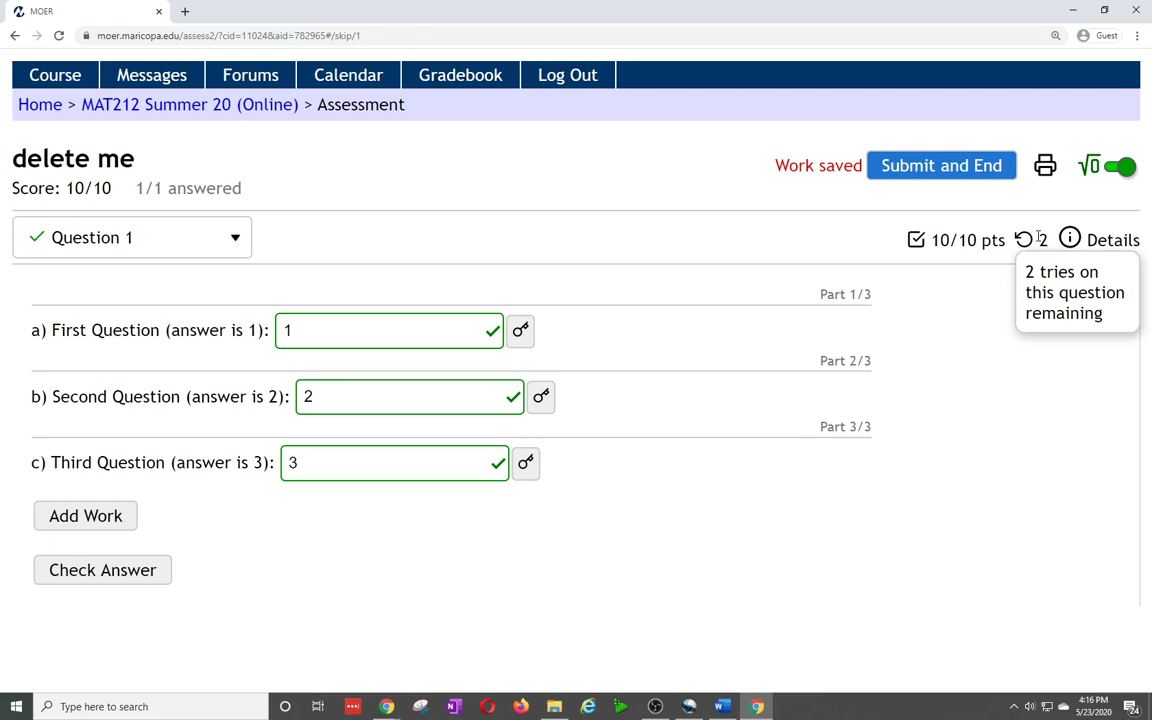 MOER
moer.maricopa.edu/assess2/?cid=11024&aid=782965#/skip/1
Guest
Course
Messages
Forums
Calendar
Gradebook
Log Out
Home > MAT212 Summer 20 (Online) > Assessment
delete me
Work saved
Submit and End
√0
Score: 10/10 1/1 answered
Question 1
10/10 pts
2
Details
2 tries on
this question
remaining
Part 1/3
a) First Question (answer is 1): 1
Part 2/3
b) Second Question (answer is 2): 2
Part 3/3
c) Third Question (answer is 3): 3
Add Work
Check Answer
Type here to search
4:16 PM
5/23/2020
24